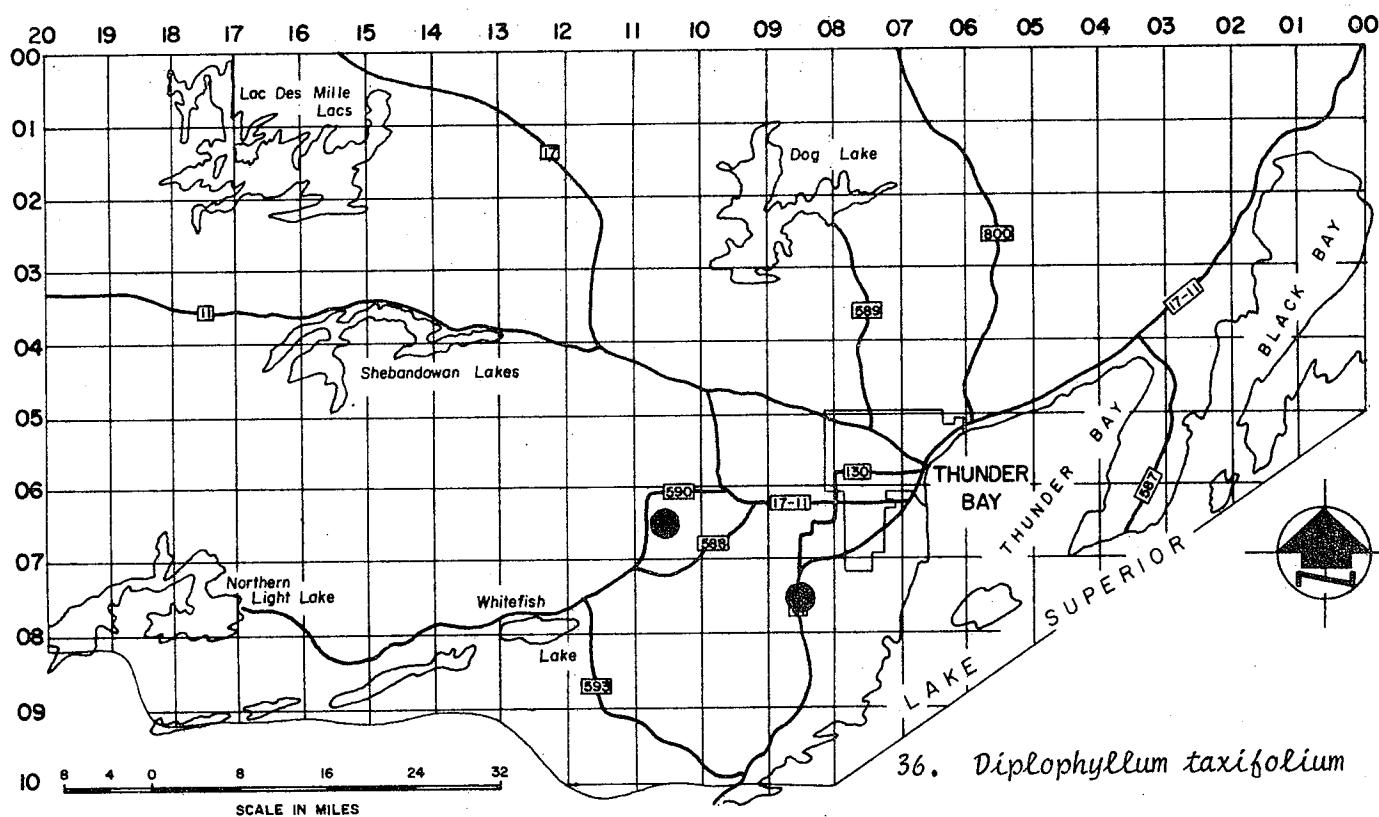 20 19 18 17 16 15 14 13 12 11 10 09 08 07 06 05 04 03 02 01 00
00
01
02
03
04
05
06
07
08
09
10
Lac Des Mille
Lacs
17
Dog Lake
800
589
11
17-11
BLACK BAY
Shebandowan Lakes
THUNDER BAY
130
THUNDER
BAY
590
17-11
588
587
Northern
Light Lake
Whitefish
Lake
593
LAKE SUPERIOR
N
8 4 0 8 16 24 32
SCALE IN MILES
36. Diplophyllum taxifolium